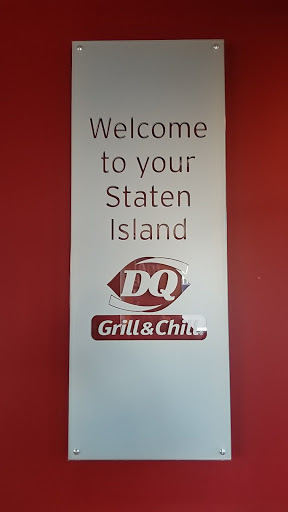 Welcome
to your
Staten
Island
DQ
Grill & Chill